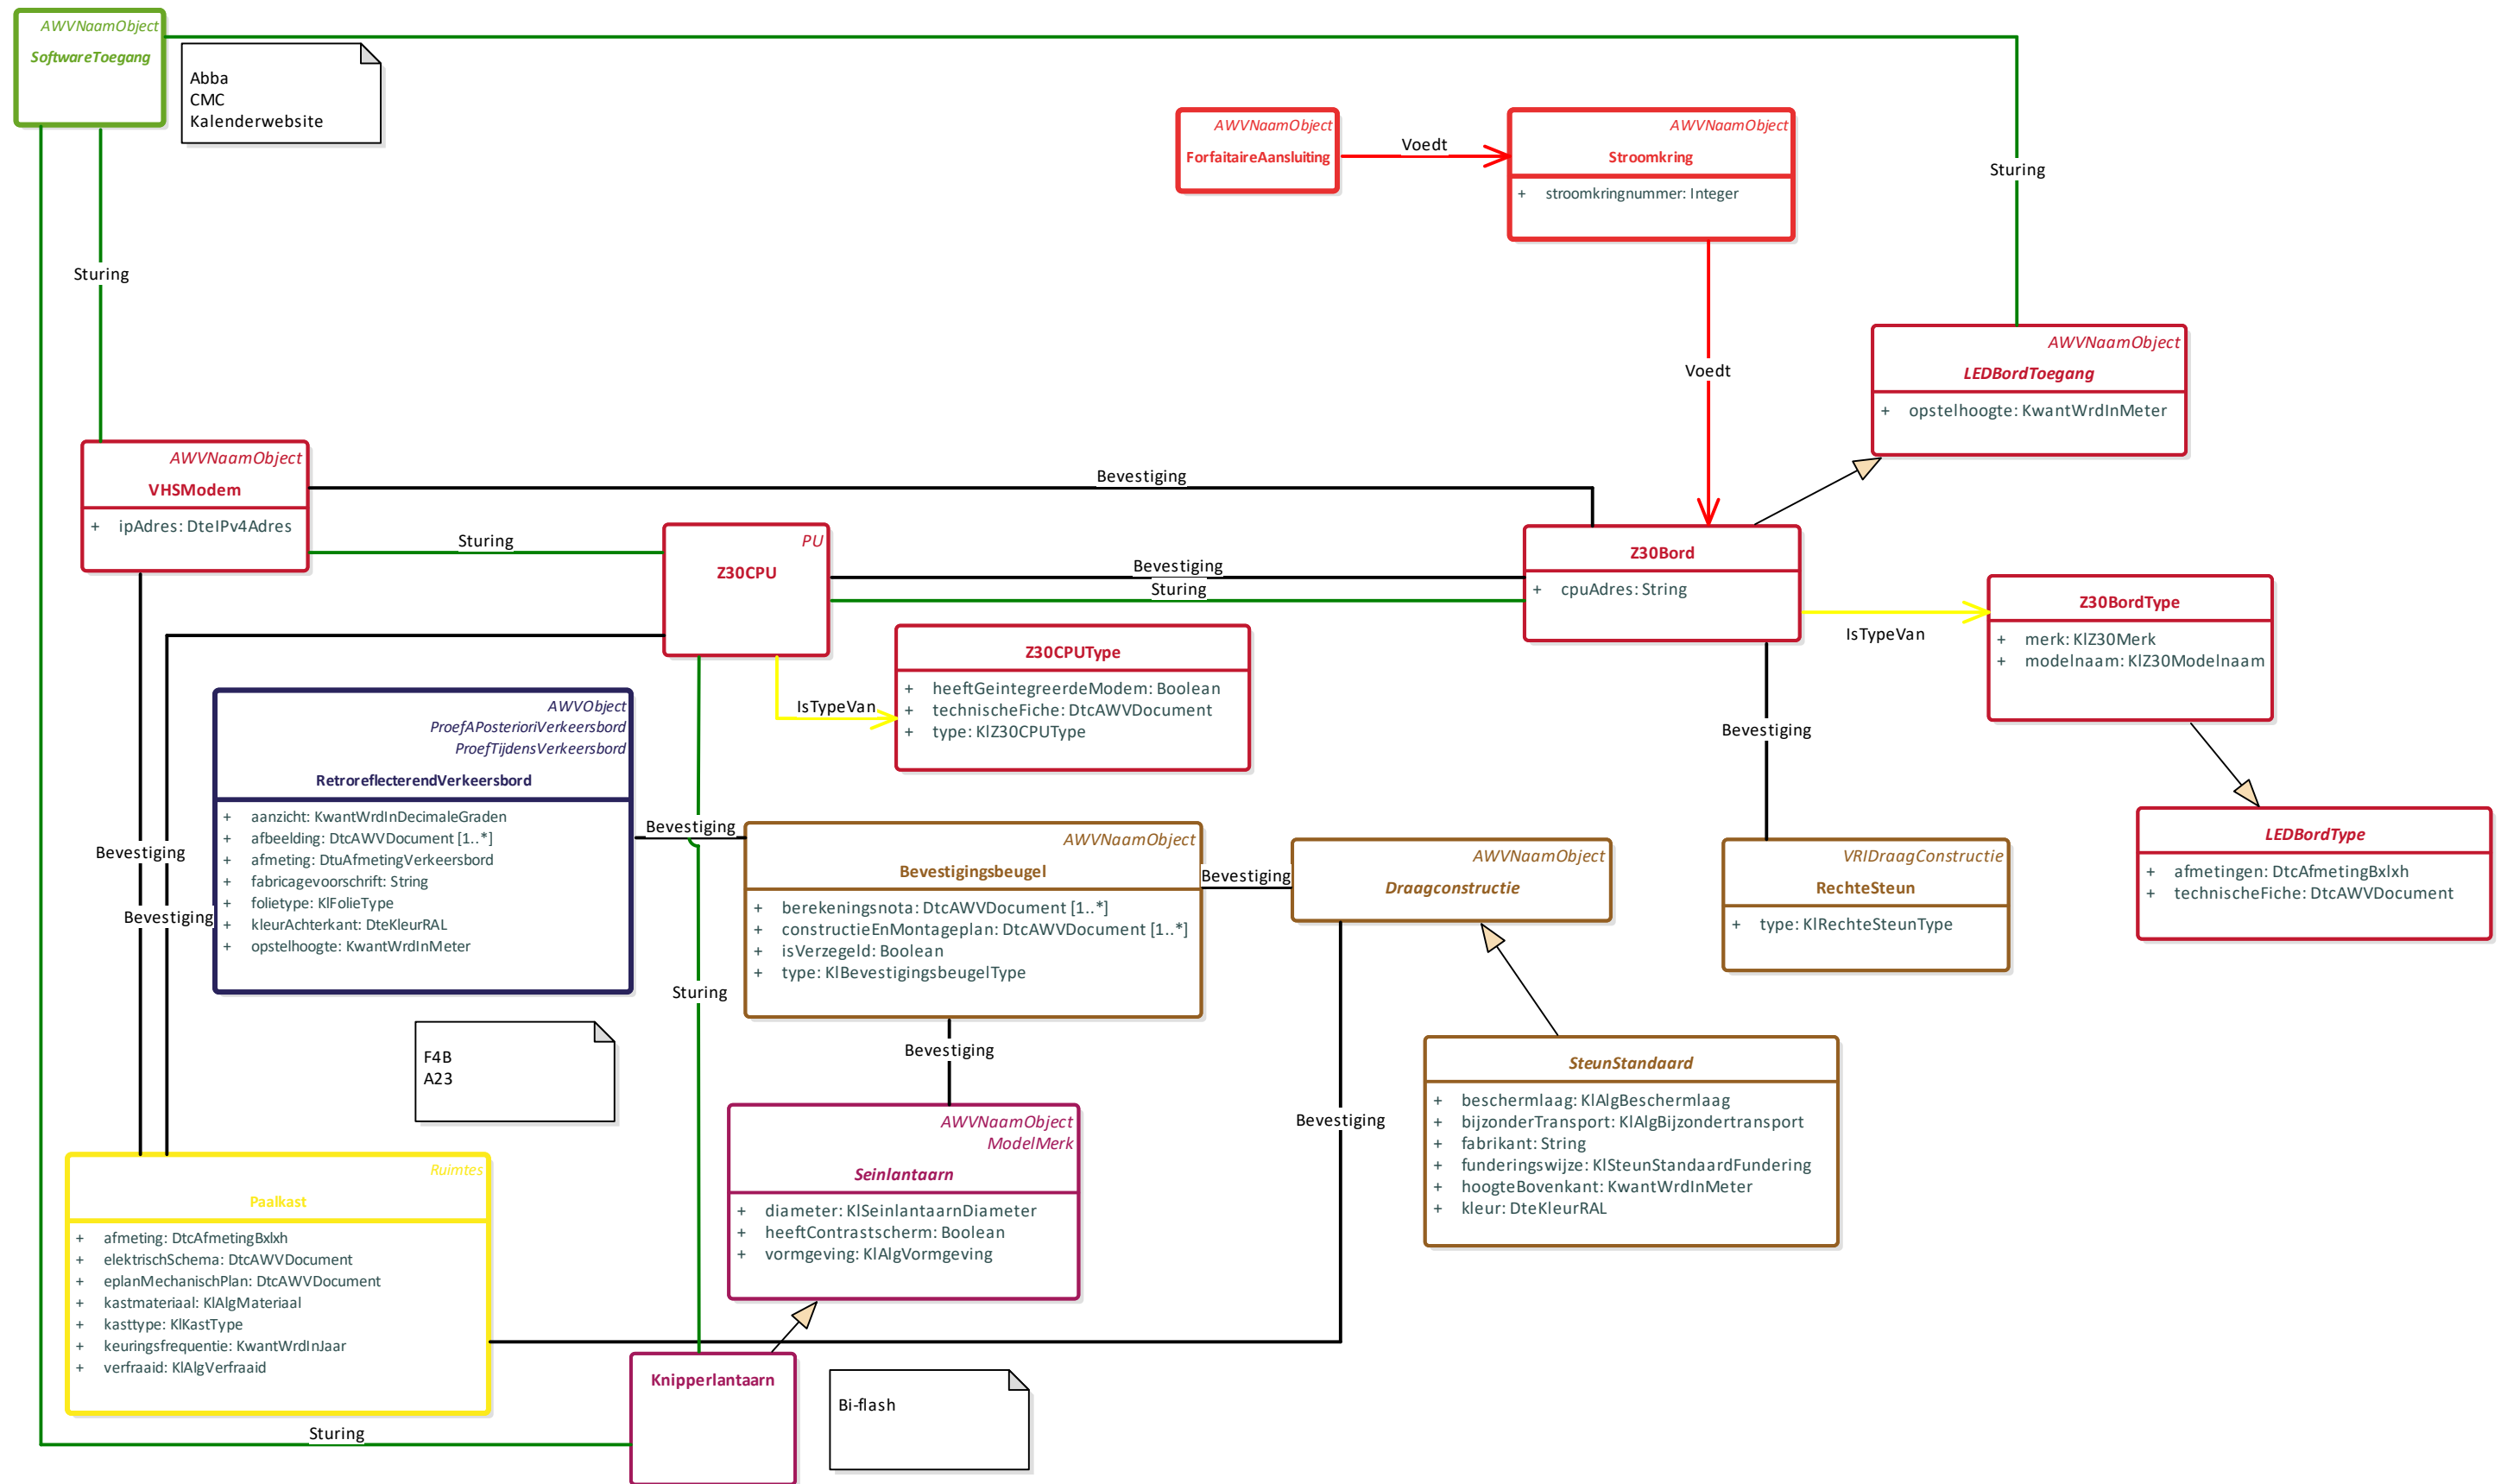 AWVNaamObject
SoftwareToegang
Abba
CMC
Kalenderwebsite
AWVNaamObject
ForfaitaireAansluiting
Voedt
AWVNaamObject
Stroomkring
+ stroomkringnummer: Integer
Sturing
Sturing
Voedt
AWVNaamObject
LEDBordToegang
+ opstelhoogte: KwantWrdInMeter
AWVNaamObject
VHSModem
+ ipAdres: DteIPv4Adres
Bevestiging
Sturing
PU
Z30CPU
Bevestiging
Sturing
Z30Bord
+ cpuAdres: String
IsTypeVan
Z30BordType
+ merk: KlZ30Merk
+ modelnaam: KlZ30Modelnaam
Z30CPUType
+ heeftGeintegreerdeModem: Boolean
+ technischeFiche: DtcAWVDocument
+ type: KlZ30CPUType
IsTypeVan
Bevestiging
AWVObject
ProefAPosterioriVerkeersbord
ProefTijdensVerkeersbord
RetroreflecterendVerkeersbord
+ aanzicht: KwantWrdInDecimaleGraden
+ afbeelding: DtcAWVDocument [1..*]
+ afmeting: DtuAfmetingVerkeersbord
+ fabricagevoorschrift: String
+ folietype: KlFolieType
+ kleurAchterkant: DteKleurRAL
+ opstelhoogte: KwantWrdInMeter
Bevestiging
Bevestiging
Bevestiging
AWVNaamObject
Bevestigingsbeugel
+ berekeningsnota: DtcAWVDocument [1..*]
+ constructieEnMontageplan: DtcAWVDocument [1..*]
+ isVerzegeld: Boolean
+ type: KlBevestigingsbeugelType
Bevestiging
AWVNaamObject
Draagconstructie
VRIDraagConstructie
RechteSteun
+ type: KlRechteSteunType
LEDBordType
+ afmetingen: DtcAfmetingBxlxh
+ technischeFiche: DtcAWVDocument
Sturing
F4B
A23
Bevestiging
SteunStandaard
+ beschermlaag: KlAlgBeschermlaag
+ bijzonderTransport: KlAlgBijzondertransport
+ fabrikant: String
+ funderingswijze: KlSteunStandaardFundering
+ hoogteBovenkant: KwantWrdInMeter
+ kleur: DteKleurRAL
Bevestiging
AWVNaamObject
ModelMerk
Seinlantaarn
+ diameter: KlSeinlantaarnDiameter
+ heeftContrastscherm: Boolean
+ vormgeving: KlAlgVormgeving
Ruimtes
Paalkast
+ afmeting: DtcAfmetingBxlxh
+ elektrischSchema: DtcAWVDocument
+ eplanMechanischPlan: DtcAWVDocument
+ kastmateriaal: KlAlgMateriaal
+ kasttype: KlKastType
+ keuringsfrequentie: KwantWrdInJaar
+ verfraaid: KlAlgVerfraaid
Knipperlantaarn
Bi-flash
Sturing